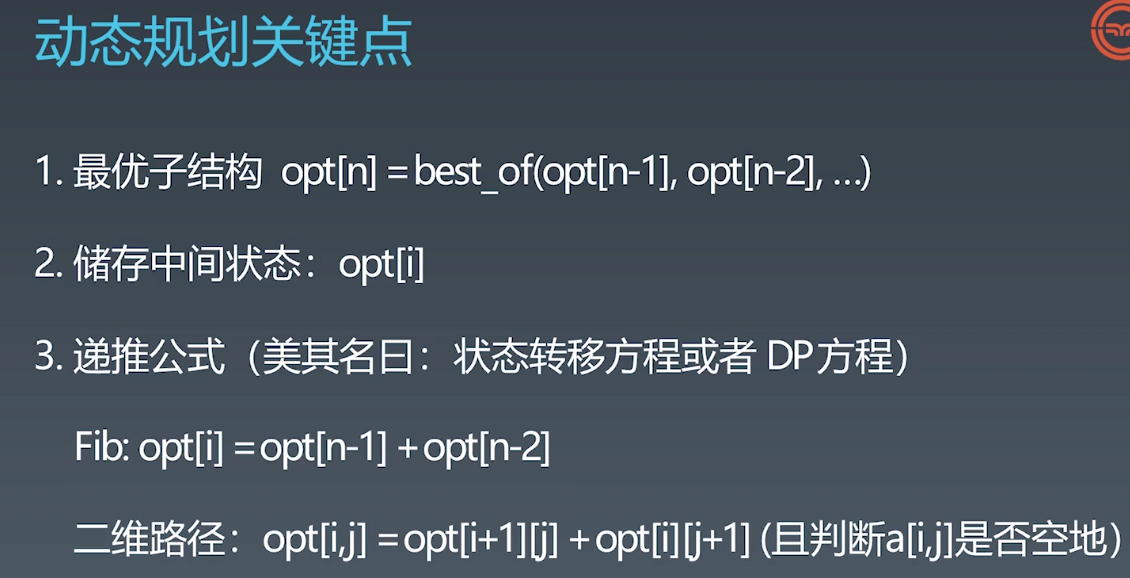 动态规划关键点
1. 最优子结构 opt[n] = best_of(opt[n-1], opt[n-2], …)
2. 储存中间状态：opt[i]
3. 递推公式（美其名曰：状态转移方程或者 DP方程）
Fib: opt[i] = opt[n-1] + opt[n-2]
二维路径：opt[i,j] = opt[i+1][j] + opt[i][j+1] (且判断a[i,j]是否空地）